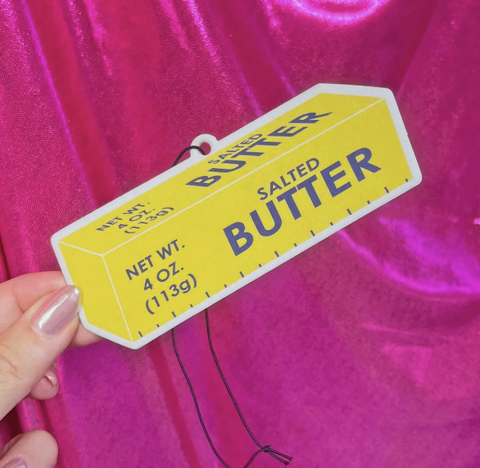 SALTED
BUTTER
NET WT.
4 OZ.
(113g)
SALTED
BUTTER
NET WT.
4 OZ.
(113g)